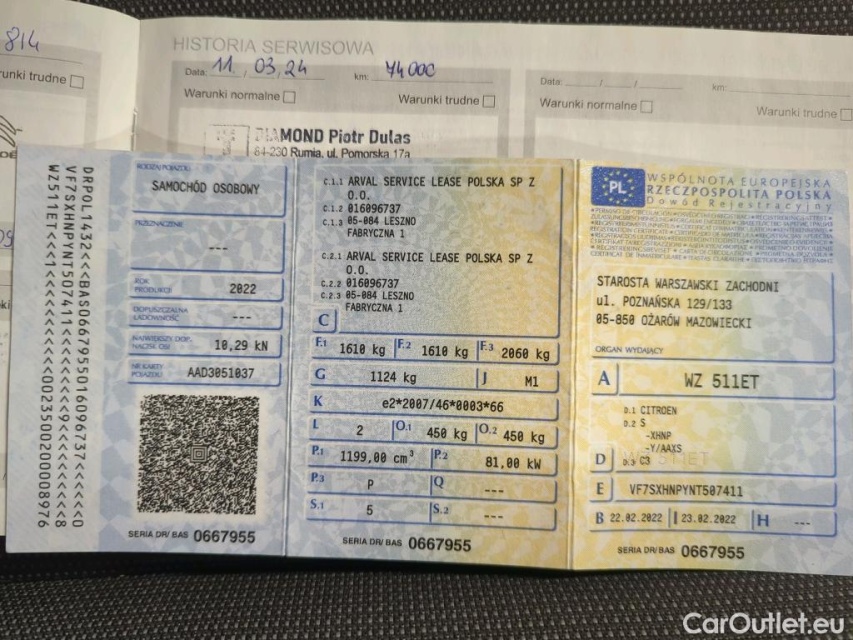 814
HISTORIA SERWISOWA
Data: 11. 03, 24 km: 74000
Data: / / km:
unki trudne
Warunki normalne Warunki trudne
Warunki normalne Warunki trudne
DIAMOND Piotr Dulas
84-230 Rumia, ul. Pomorska 17a
DRPOL1432<<BAS0667955016096737<<<<<0
WZ511ET<<1<<<<<<<<<<<002350020008976
RODZAJ POJAZDU
SAMOCHÓD OSOBOWY
PRZEZNACZENIE
---
ROK PRODUKCJI 2022
DOPUSZCZALNA ŁADOWNOŚĆ ---
NAJWIĘKSZY DOP. NACISK OSI 10,29 kN
NR KARTY POJAZDU AAD3051037
SERIA DR/BAS 0667955
C.1.1 ARVAL SERVICE LEASE POLSKA SP Z
O.O.
C.1.2 016096737
C.1.3 05-084 LESZNO
FABRYCZNA 1
C.2.1 ARVAL SERVICE LEASE POLSKA SP Z
O.O.
C.2.2 016096737
C.2.3 05-084 LESZNO
FABRYCZNA 1
C
F.1 1610 kg F.2 1610 kg F.3 2060 kg
G 1124 kg J M1
K e2*2007/46*0003*66
L 2 O.1 450 kg O.2 450 kg
P.1 1199,00 cm³ P.2 81,00 kW
P.3 P Q ---
S.1 5 S.2 ---
SERIA DR/BAS 0667955
PL
WSPÓLNOTA EUROPEJSKA
RZECZPOSPOLITA POLSKA
Dowód Rejestracyjny
STAROSTA WARSZAWSKI ZACHODNI
ul. POZNAŃSKA 129/133
05-850 OŻARÓW MAZOWIECKI
ORGAN WYDAJĄCY
A WZ 511ET
D.1 CITROEN
D.2 S
-XHNP
-Y/AAXS
D D.3 C3
E VF7SXHNPYNT507411
B 22.02.2022 I 23.02.2022 H ---
SERIA DR/BAS 0667955
CarOutlet.eu